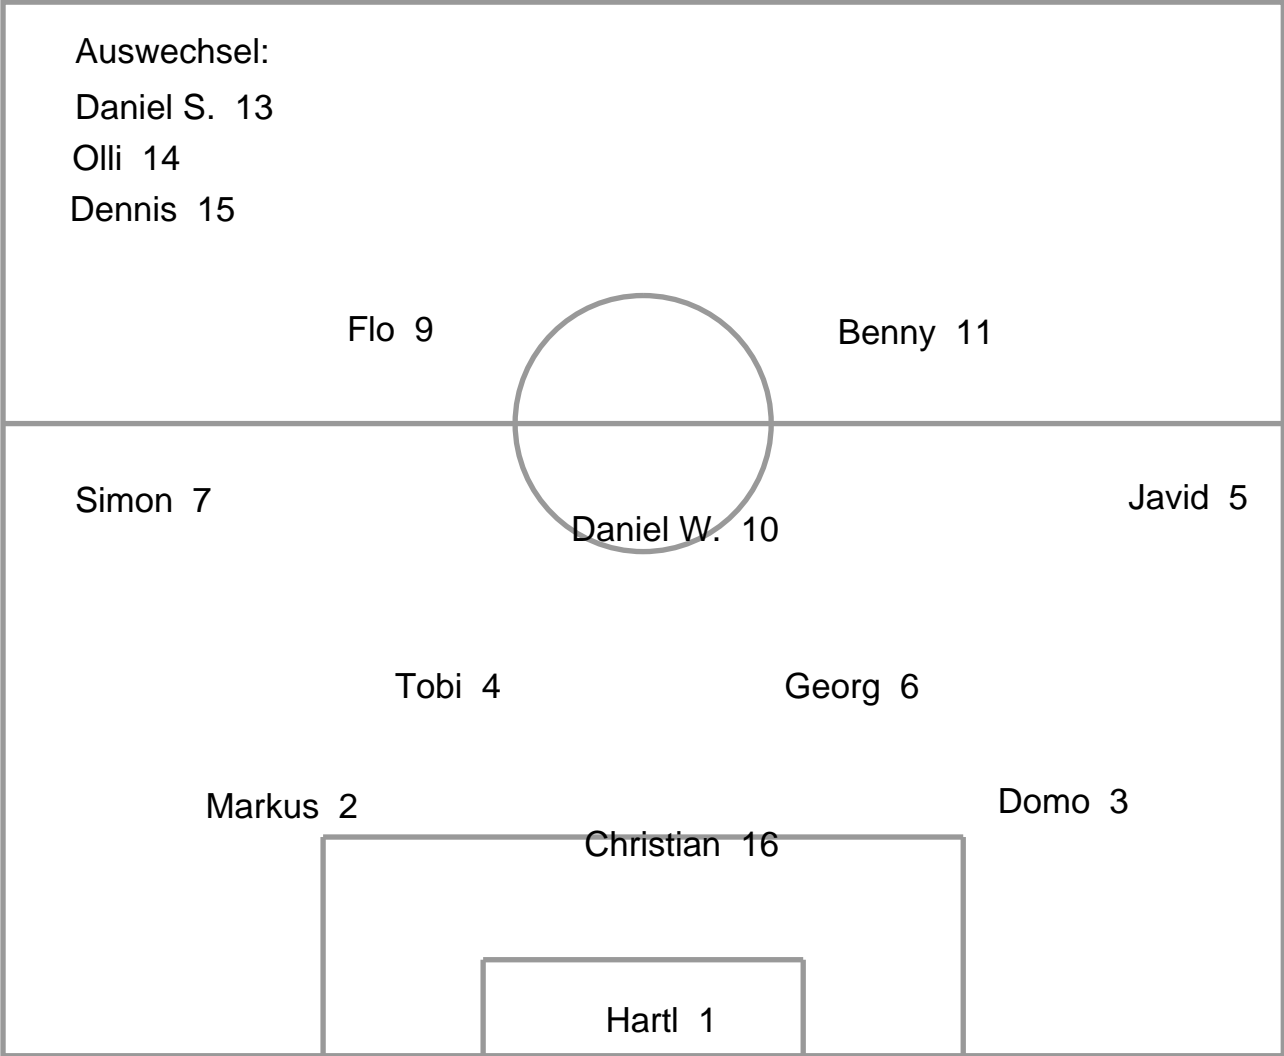 Auswechsel:
Daniel S.  13
Olli  14
Dennis  15
Flo  9
Benny  11
Simon  7
Javid  5
Daniel W.  10
Tobi  4
Georg  6
Markus  2
Domo  3
Christian  16
Hartl  1